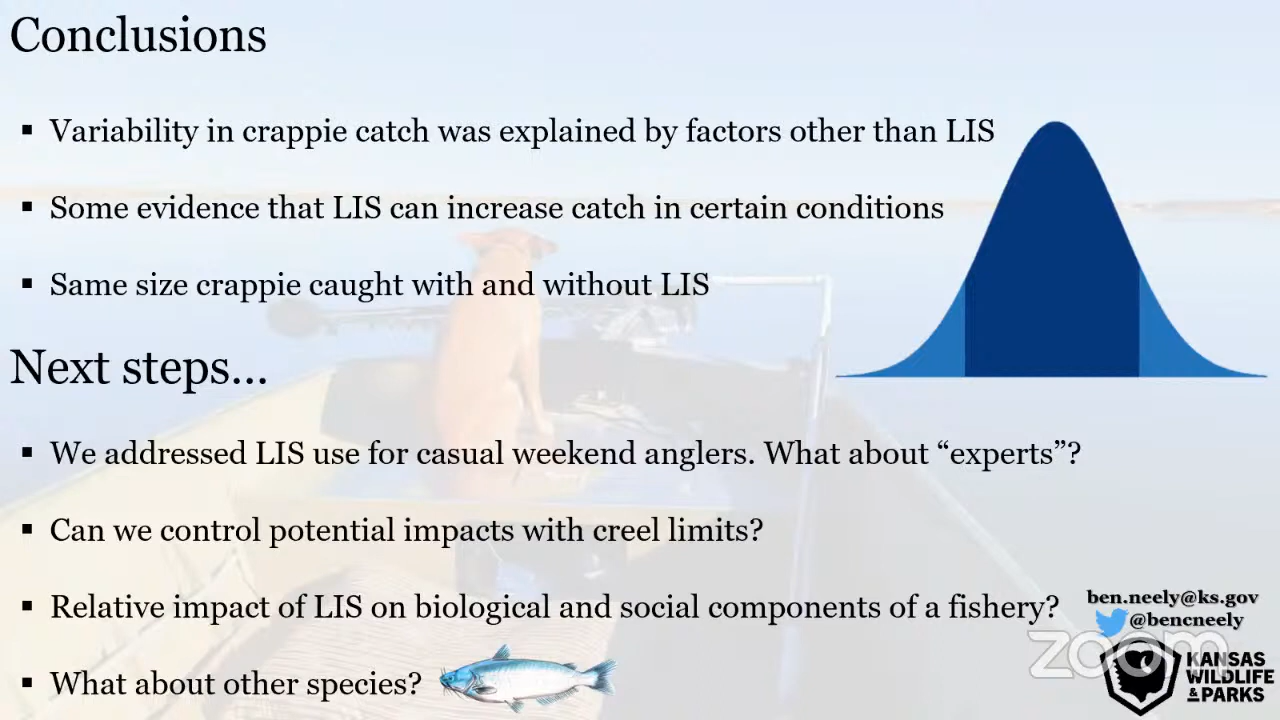 Conclusions
▪ Variability in crappie catch was explained by factors other than LIS
▪ Some evidence that LIS can increase catch in certain conditions
▪ Same size crappie caught with and without LIS
Next steps…
▪ We addressed LIS use for casual weekend anglers. What about “experts”?
▪ Can we control potential impacts with creel limits?
▪ Relative impact of LIS on biological and social components of a fishery?
▪ What about other species?
ben.neely@ks.gov
@bencneely
zoom
KANSAS
WILDLIFE
& PARKS